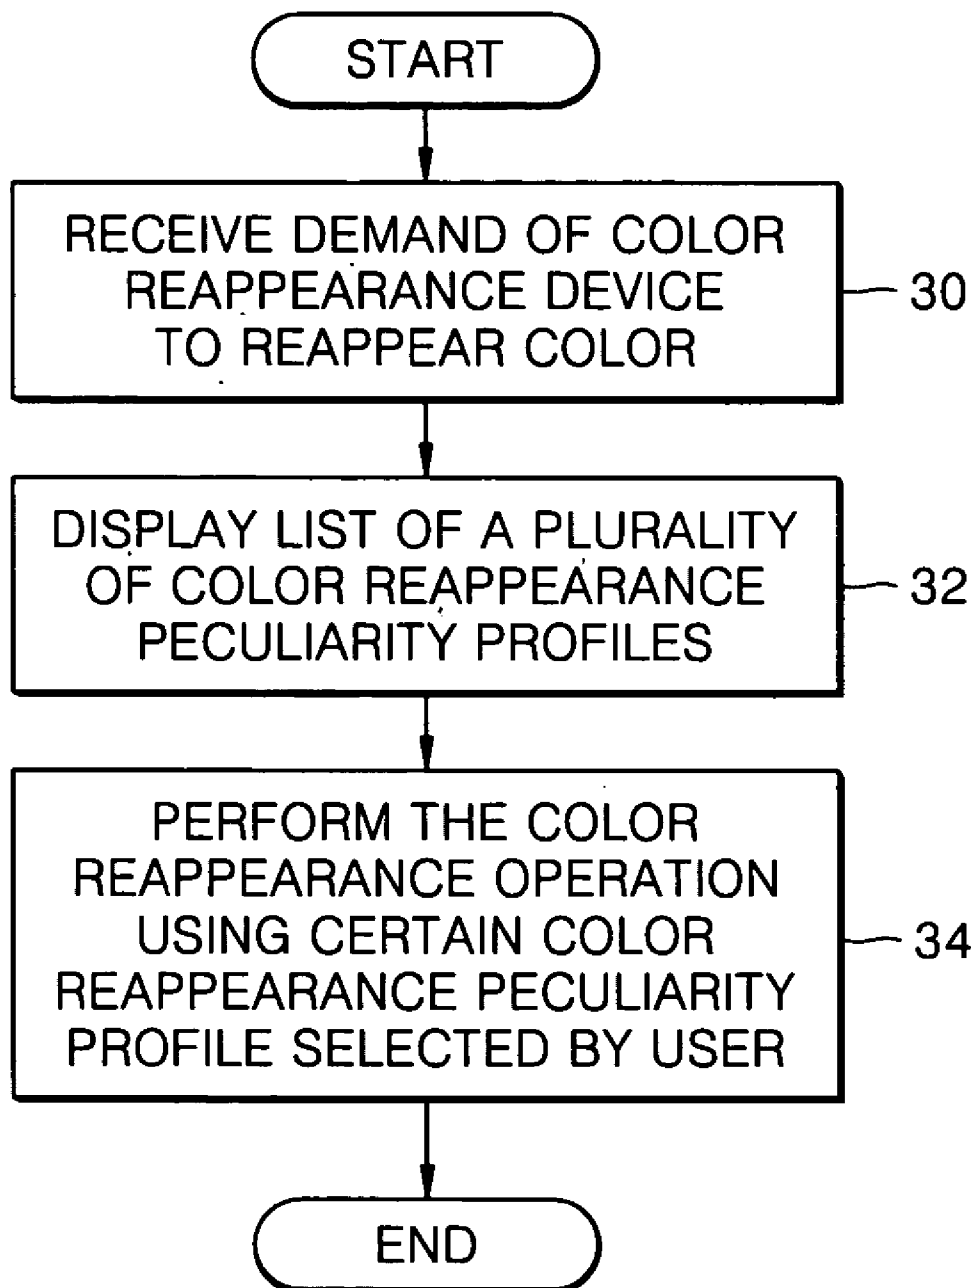 START
RECEIVE DEMAND OF COLOR
REAPPEARANCE DEVICE
TO REAPPEAR COLOR
30
DISPLAY LIST OF A PLURALITY
OF COLOR REAPPEARANCE
PECULIARITY PROFILES
32
PERFORM THE COLOR
REAPPEARANCE OPERATION
USING CERTAIN COLOR
REAPPEARANCE PECULIARITY
PROFILE SELECTED BY USER
34
END